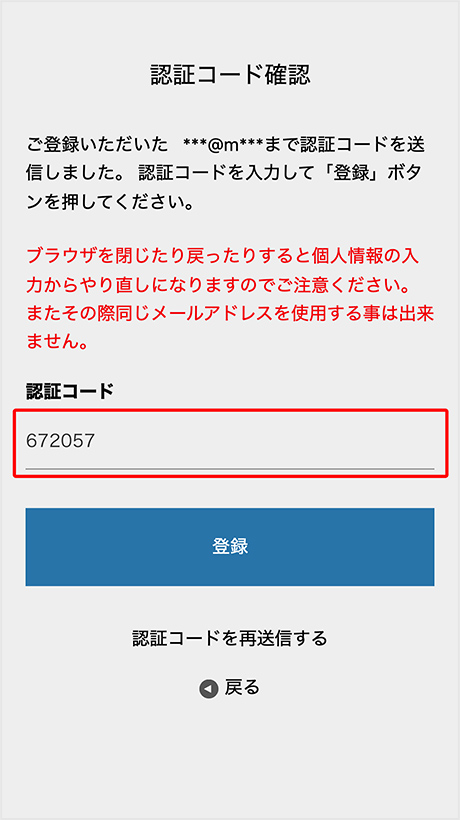 認証コード確認
ご登録いただいた ***@m***まで認証コードを送
信しました。 認証コードを入力して「登録」ボタ
ンを押してください。
ブラウザを閉じたり戻ったりすると個人情報の入
力からやり直しになりますのでご注意ください。
またその際同じメールアドレスを使用する事は出来
ません。
認証コード
672057
登録
認証コードを再送信する
戻る